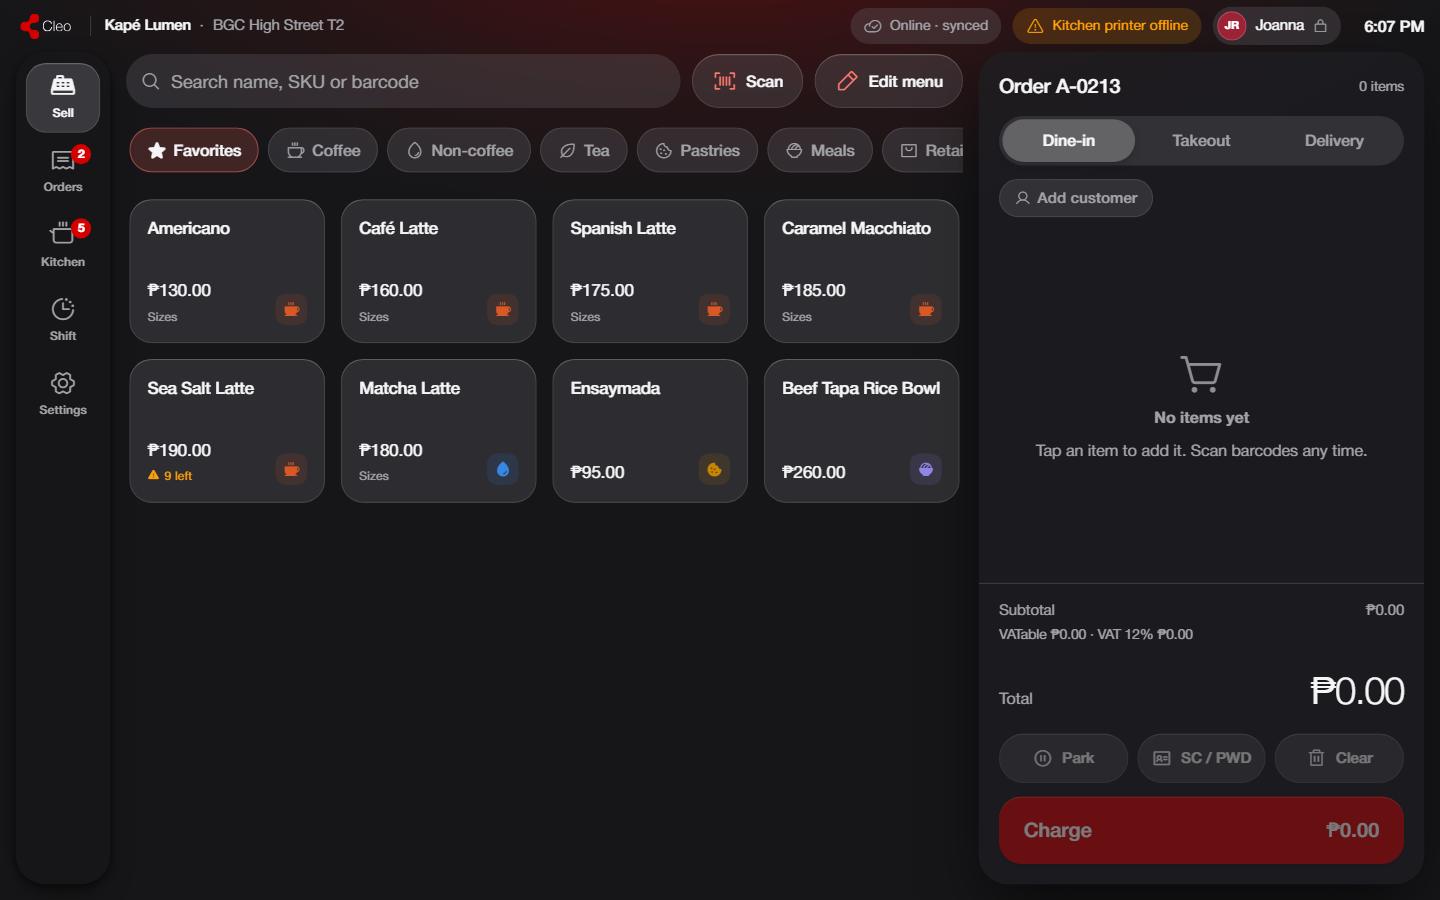 Cleo
Kapé Lumen · BGC High Street T2
Online · synced
Kitchen printer offline
JR Joanna
6:07 PM
Sell
2
Orders
5
Kitchen
Shift
Settings
Search name, SKU or barcode
Scan
Edit menu
Favorites
Coffee
Non-coffee
Tea
Pastries
Meals
Retai
Americano
₱130.00
Sizes
Café Latte
₱160.00
Sizes
Spanish Latte
₱175.00
Sizes
Caramel Macchiato
₱185.00
Sizes
Sea Salt Latte
₱190.00
9 left
Matcha Latte
₱180.00
Sizes
Ensaymada
₱95.00
Beef Tapa Rice Bowl
₱260.00
Order A-0213
0 items
Dine-in
Takeout
Delivery
Add customer
No items yet
Tap an item to add it. Scan barcodes any time.
Subtotal ₱0.00
VATable ₱0.00 · VAT 12% ₱0.00
Total ₱0.00
Park
SC / PWD
Clear
Charge ₱0.00